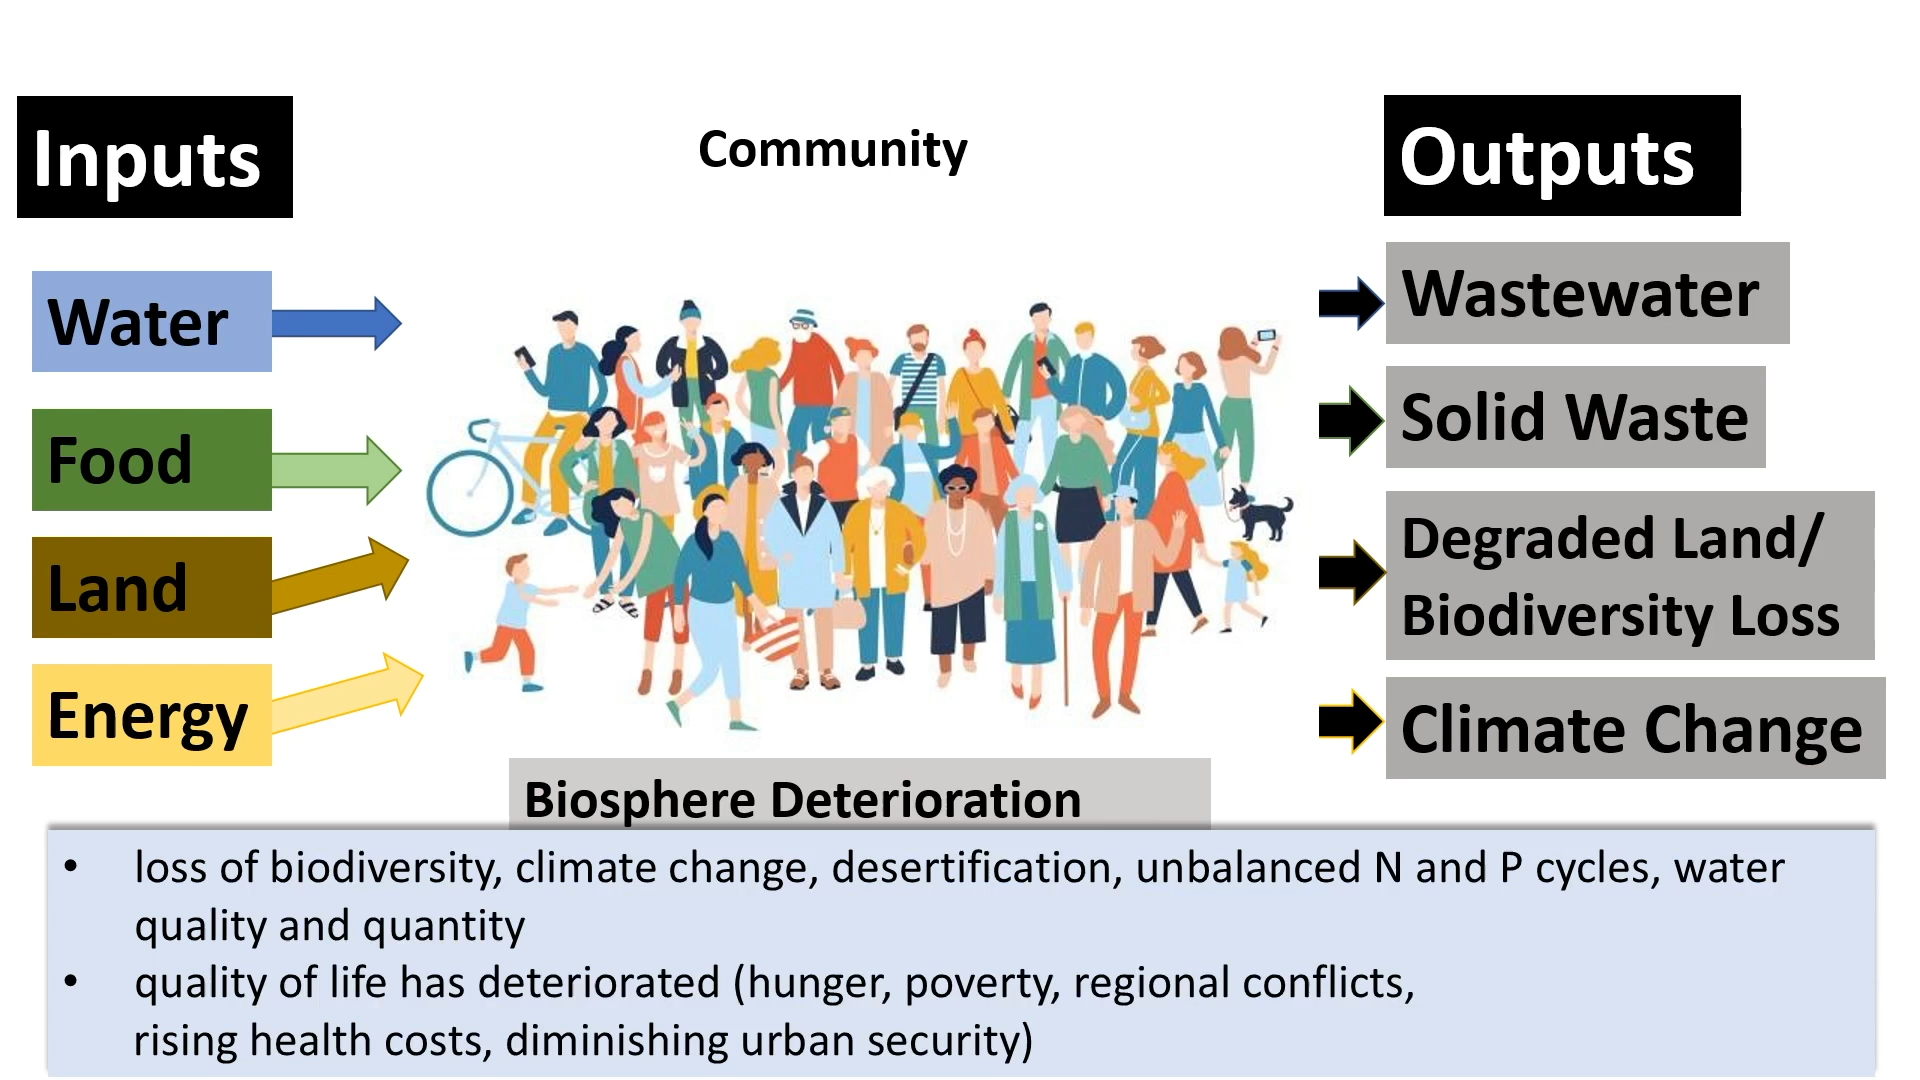 Inputs
Community
Outputs
Water
Food
Land
Energy
Wastewater
Solid Waste
Degraded Land/
Biodiversity Loss
Climate Change
Biosphere Deterioration
• loss of biodiversity, climate change, desertification, unbalanced N and P cycles, water
quality and quantity
• quality of life has deteriorated (hunger, poverty, regional conflicts,
rising health costs, diminishing urban security)